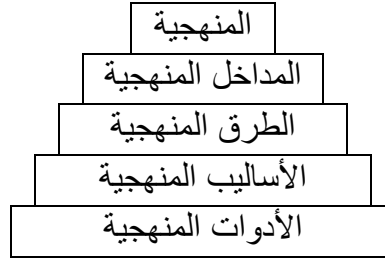 المنهجية
المداخل المنهجية
الطرق المنهجية
الأساليب المنهجية
الأدوات المنهجية